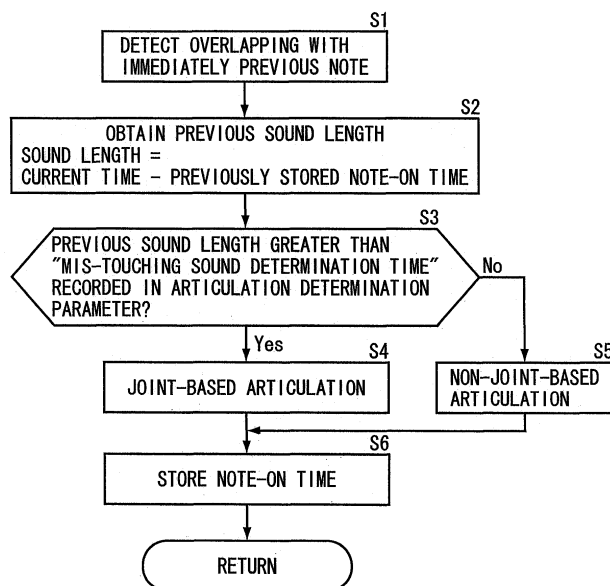 S1
DETECT OVERLAPPING WITH
IMMEDIATELY PREVIOUS NOTE
S2
OBTAIN PREVIOUS SOUND LENGTH
SOUND LENGTH =
CURRENT TIME - PREVIOUSLY STORED NOTE-ON TIME
S3
PREVIOUS SOUND LENGTH GREATER THAN
"MIS-TOUCHING SOUND DETERMINATION TIME"
RECORDED IN ARTICULATION DETERMINATION
PARAMETER?
No
Yes
S4
JOINT-BASED ARTICULATION
S5
NON-JOINT-BASED
ARTICULATION
S6
STORE NOTE-ON TIME
RETURN